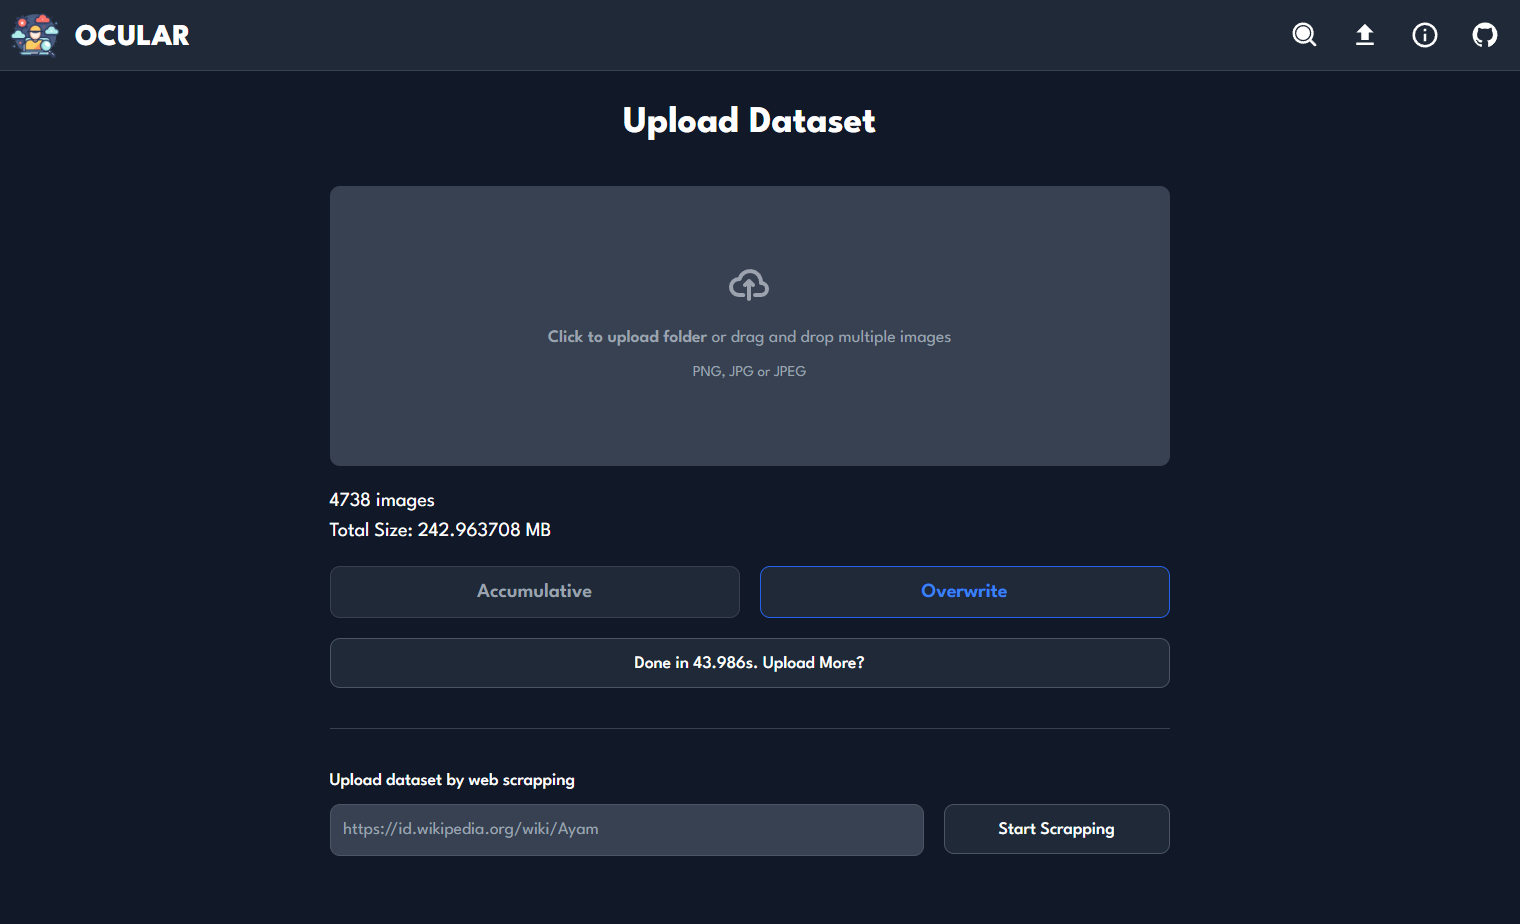 OCULAR
Upload Dataset
Click to upload folder or drag and drop multiple images
PNG, JPG or JPEG
4738 images
Total Size: 242.963708 MB
Accumulative
Overwrite
Done in 43.986s. Upload More?
Upload dataset by web scrapping
https://id.wikipedia.org/wiki/Ayam
Start Scrapping